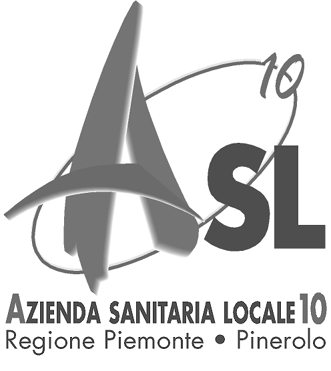 10
ASL
AZIENDA SANITARIA LOCALE 10
Regione Piemonte • Pinerolo